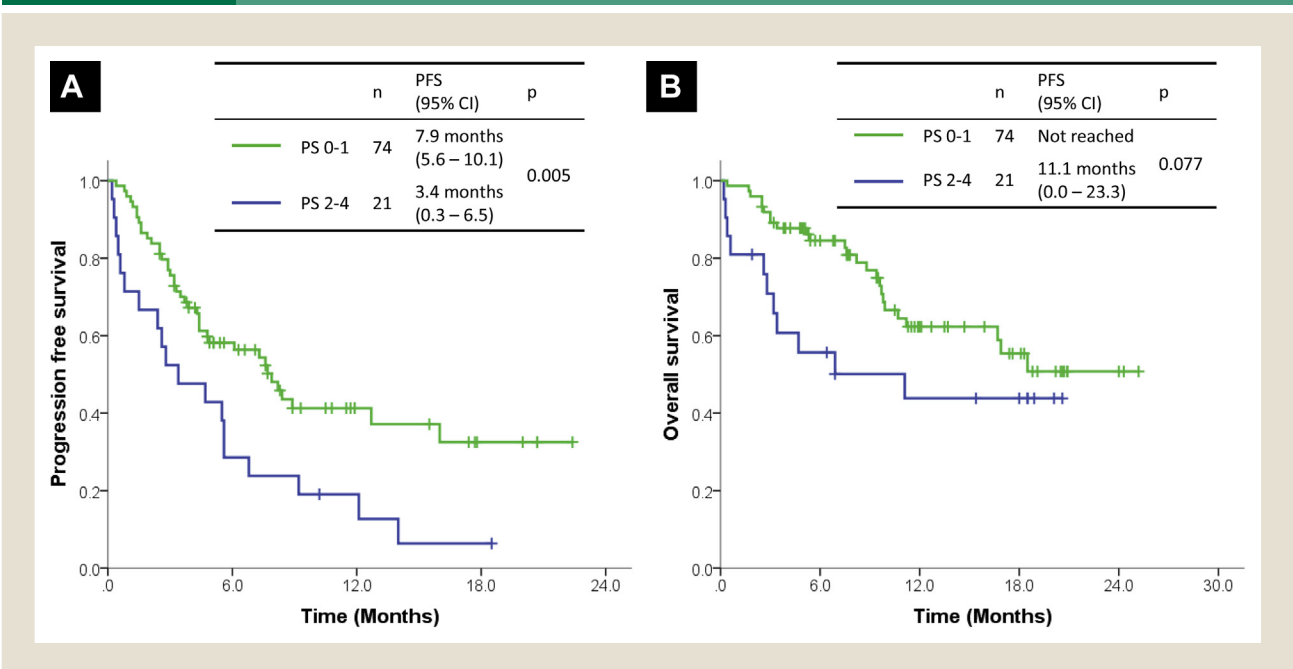 A
n PFS (95% CI) p
PS 0-1 74 7.9 months (5.6 – 10.1)
0.005
PS 2-4 21 3.4 months (0.3 – 6.5)
Progression free survival
1.0
0.8
0.6
0.4
0.2
0.0
.0 6.0 12.0 18.0 24.0
Time (Months)
B
n PFS (95% CI) p
PS 0-1 74 Not reached
0.077
PS 2-4 21 11.1 months (0.0 – 23.3)
Overall survival
1.0
0.8
0.6
0.4
0.2
0.0
.0 6.0 12.0 18.0 24.0 30.0
Time (Months)